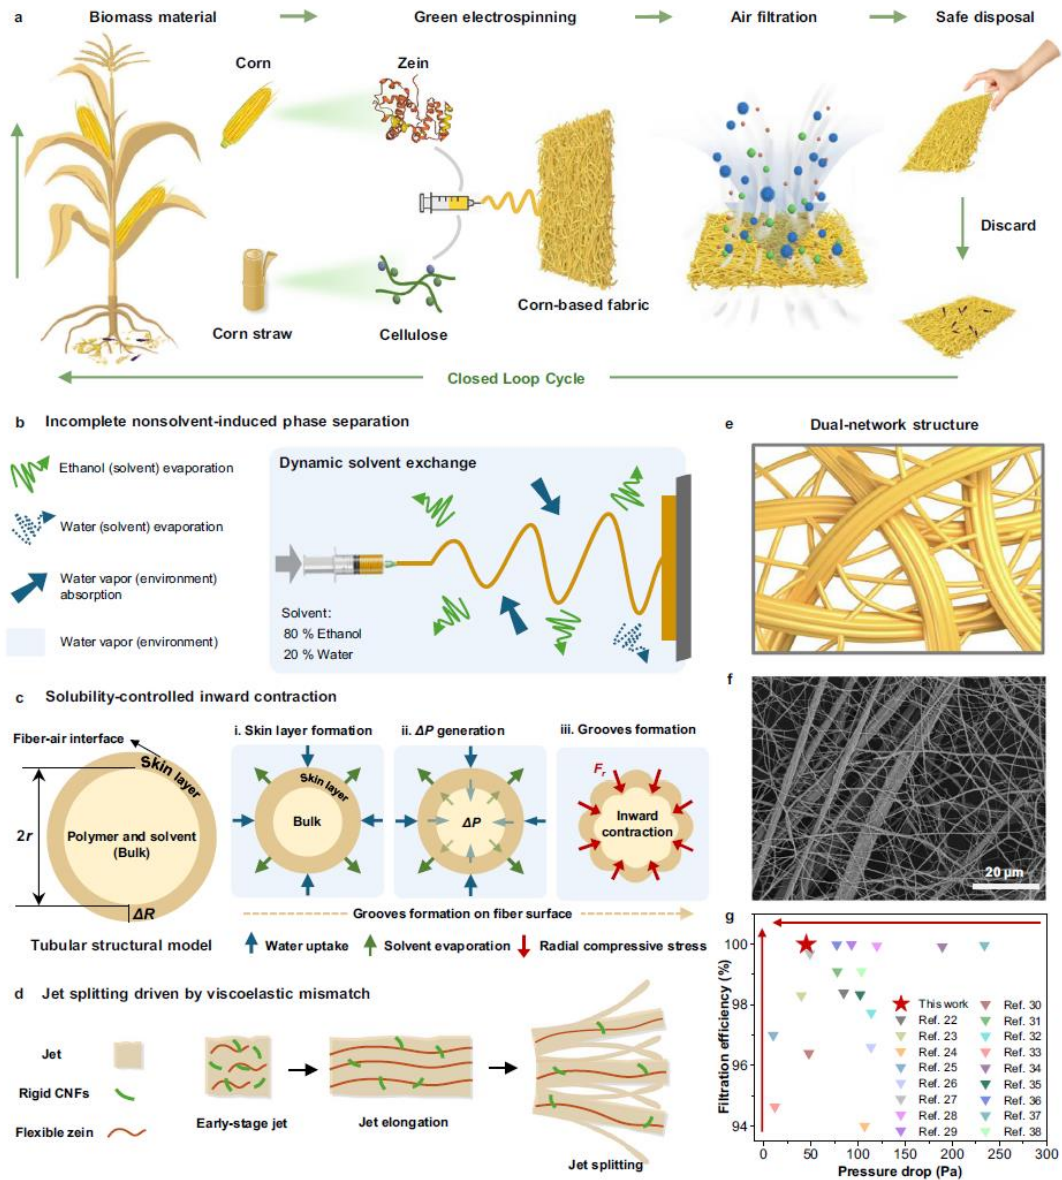 a Biomass material Green electrospinning Air filtration Safe disposal
Corn Zein
Discard
Corn-based fabric
Corn straw Cellulose
Closed Loop Cycle
b Incomplete nonsolvent-induced phase separation
Ethanol (solvent) evaporation
Water (solvent) evaporation
Water vapor (environment)
absorption
Water vapor (environment)
Dynamic solvent exchange
Solvent:
80 % Ethanol
20 % Water
e Dual-network structure
c Solubility-controlled inward contraction
Fiber-air interface
Skin layer
2r
Polymer and solvent
(Bulk)
ΔR
Tubular structural model
i. Skin layer formation
Skin layer
Bulk
ii. ΔP generation
ΔP
iii. Grooves formation
Fr
Inward
contraction
Grooves formation on fiber surface
Water uptake Solvent evaporation Radial compressive stress
f
20 μm
d Jet splitting driven by viscoelastic mismatch
Jet
Rigid CNFs
Flexible zein
Early-stage jet
Jet elongation
Jet splitting
g
Filtration efficiency (%)
100
98
96
94
This work
Ref. 22
Ref. 23
Ref. 24
Ref. 25
Ref. 26
Ref. 27
Ref. 28
Ref. 29
Ref. 30
Ref. 31
Ref. 32
Ref. 33
Ref. 34
Ref. 35
Ref. 36
Ref. 37
Ref. 38
0 50 100 150 200 250 300
Pressure drop (Pa)